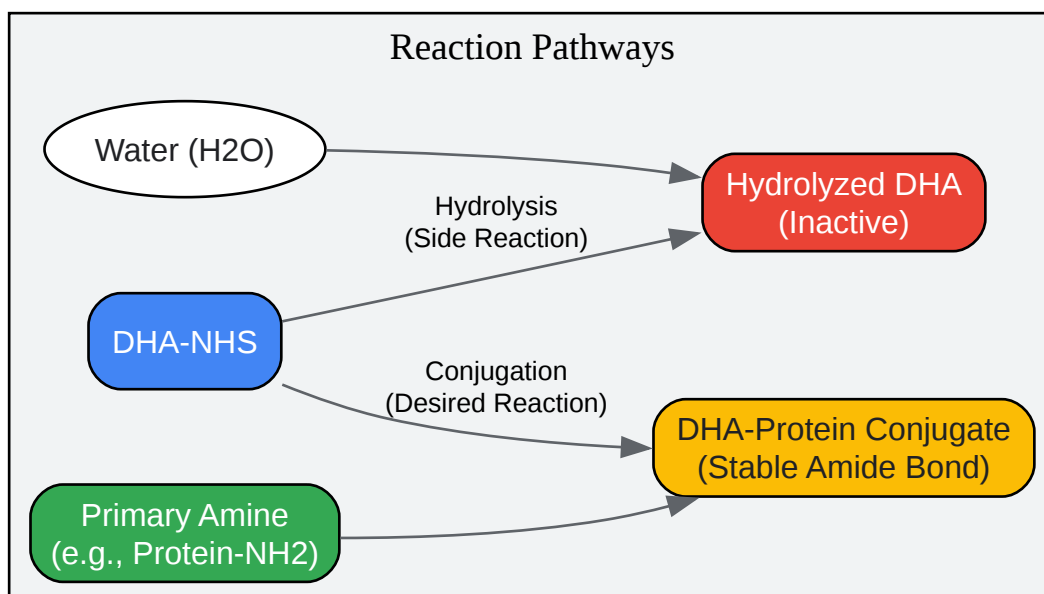 Reaction Pathways
Water (H2O)
Hydrolyzed DHA
(Inactive)
Hydrolysis
(Side Reaction)
DHA-NHS
Conjugation
(Desired Reaction)
DHA-Protein Conjugate
(Stable Amide Bond)
Primary Amine
(e.g., Protein-NH2)